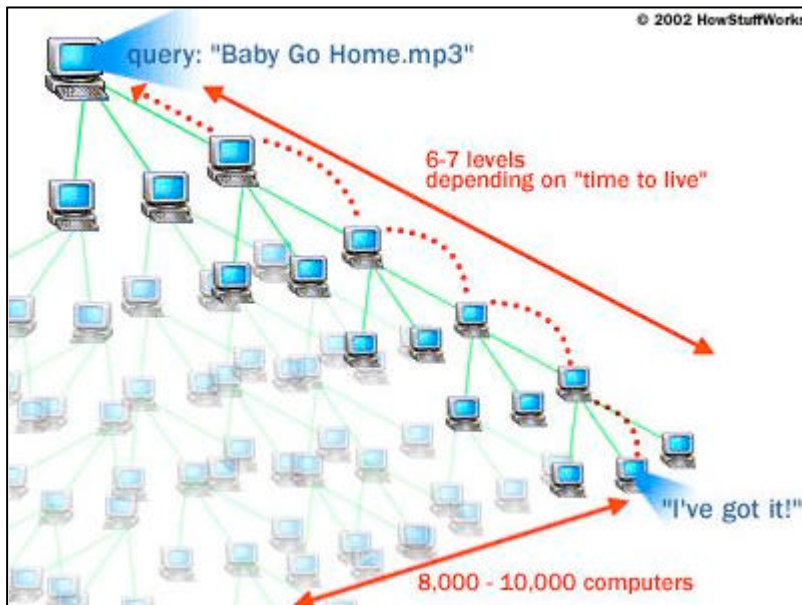 © 2002 HowStuffWorks
query: "Baby Go Home.mp3"
6-7 levels
depending on "time to live"
"I've got it!"
8,000 - 10,000 computers